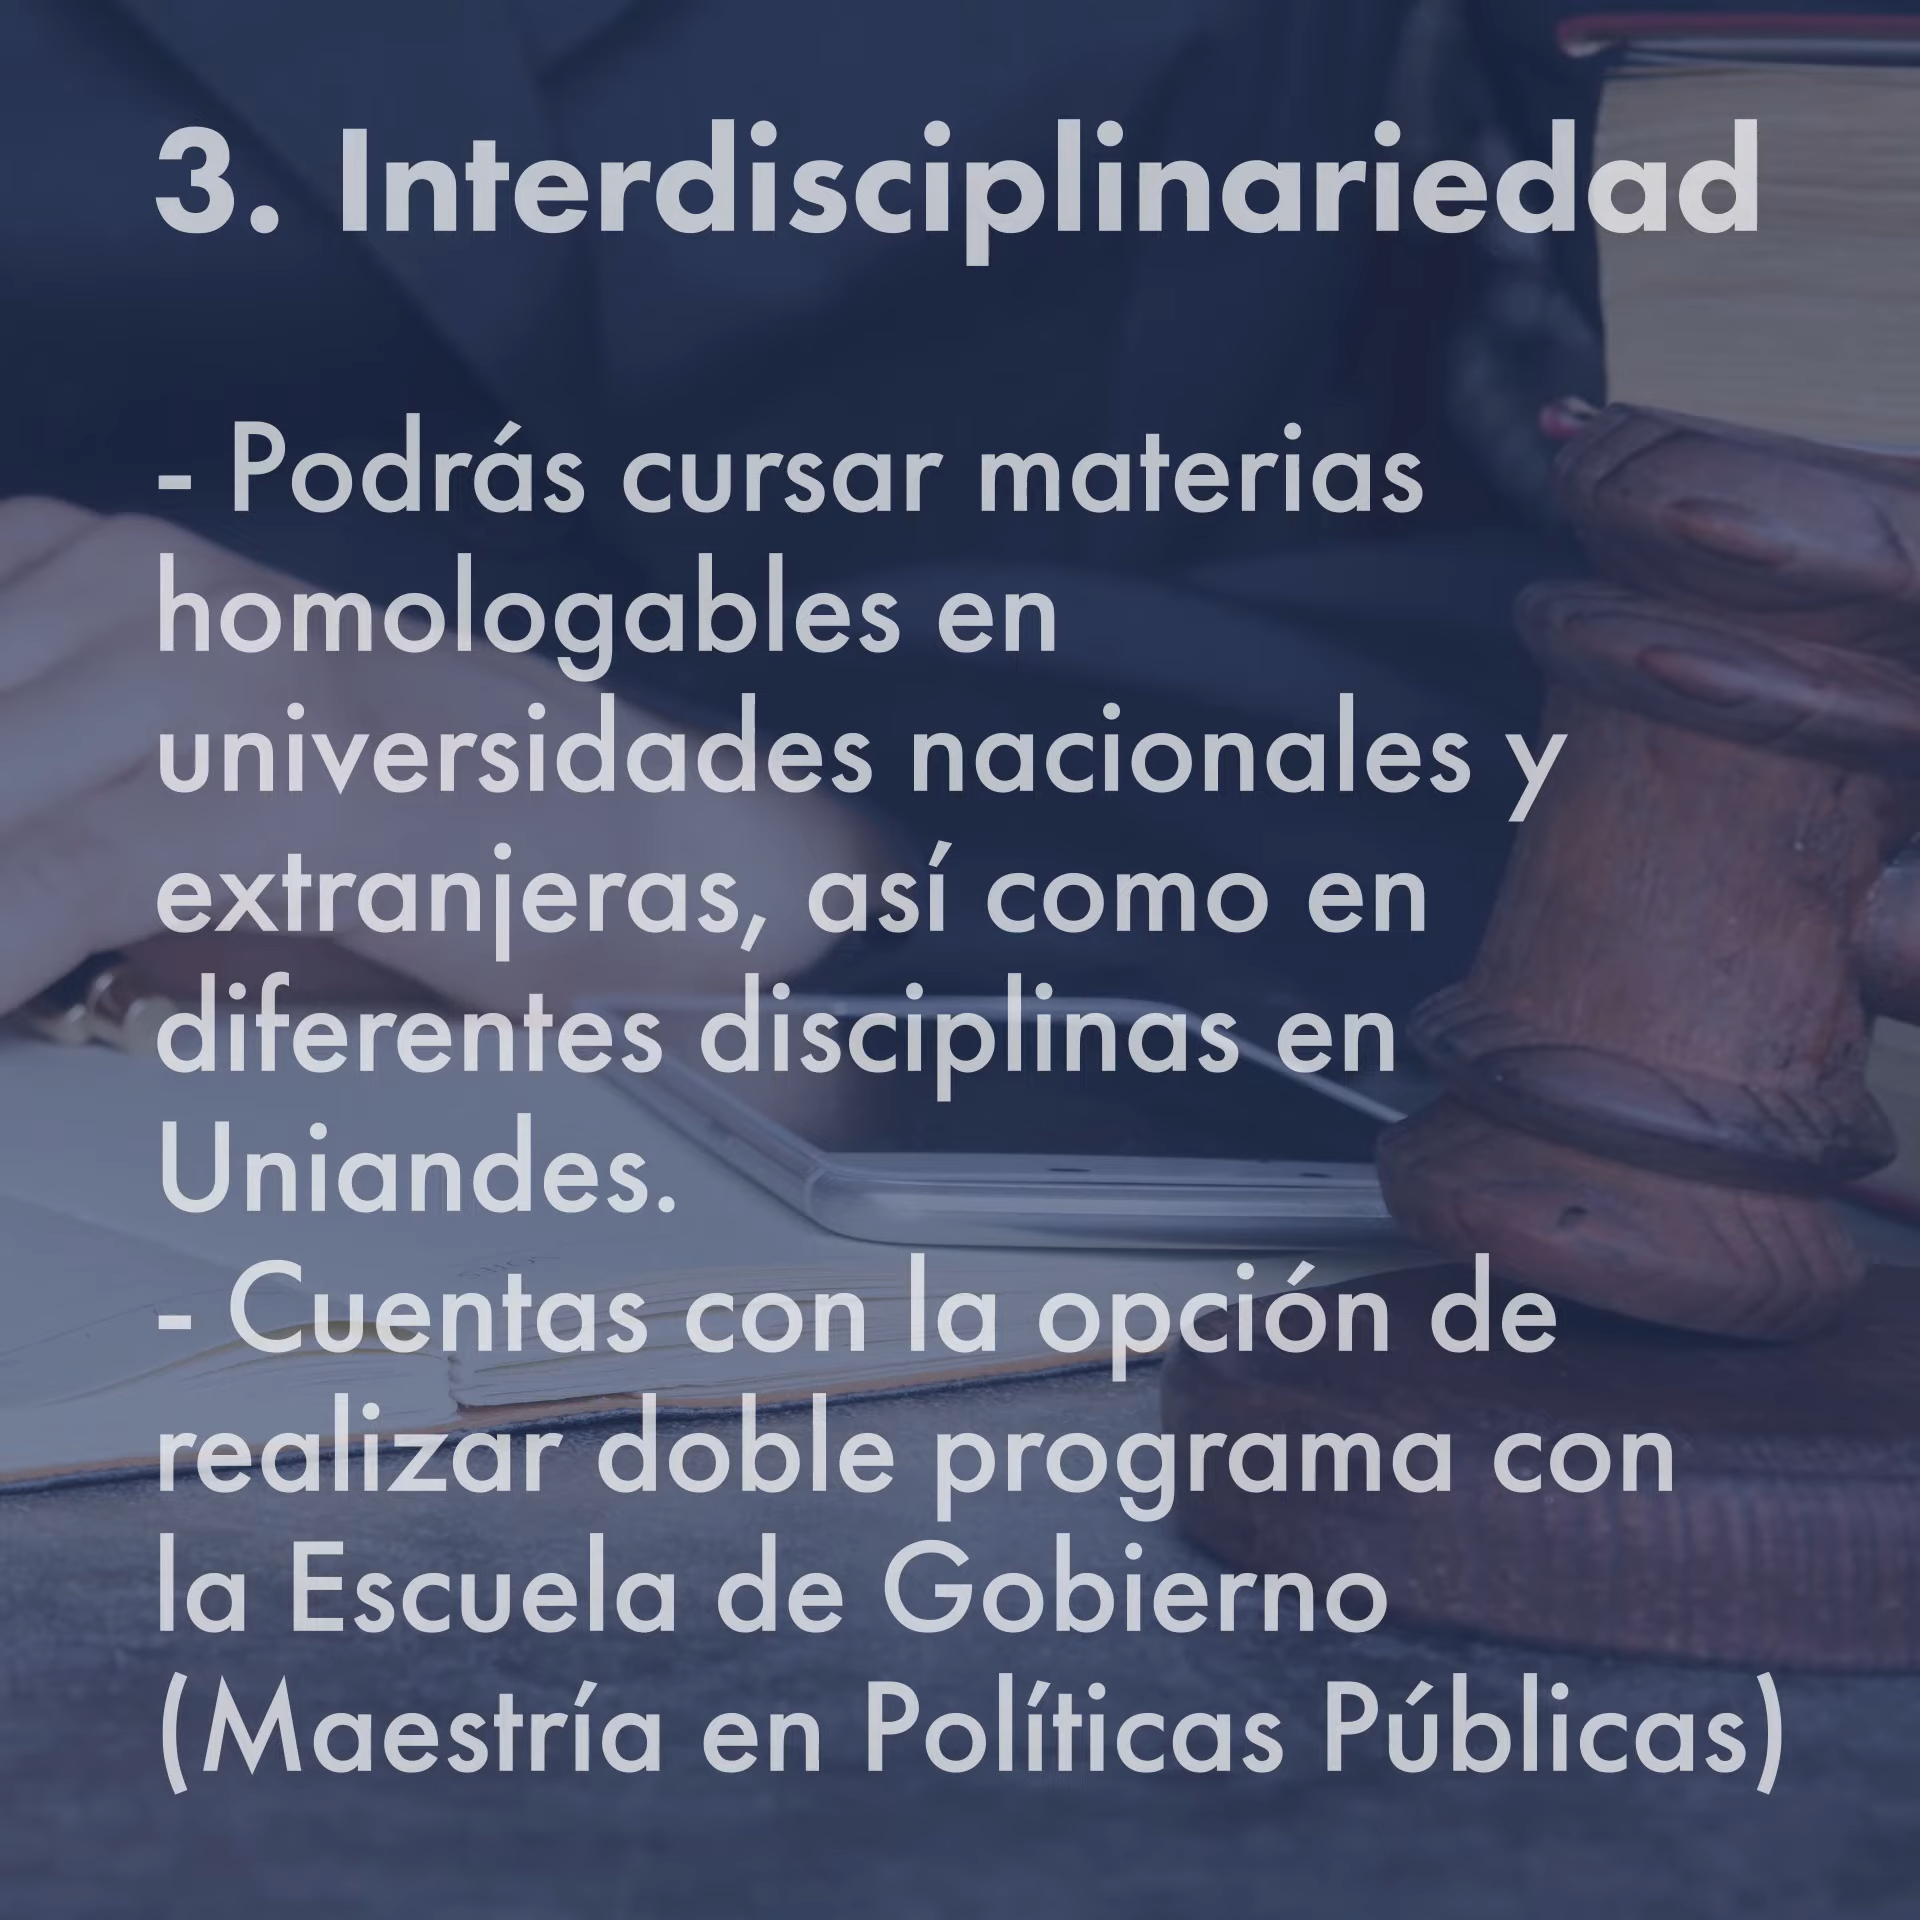 3. Interdisciplinariedad
- Podrás cursar materias
homologables en
universidades nacionales y
extranjeras, así como en
diferentes disciplinas en
Uniandes.
- Cuentas con la opción de
realizar doble programa con
la Escuela de Gobierno
(Maestría en Políticas Públicas)